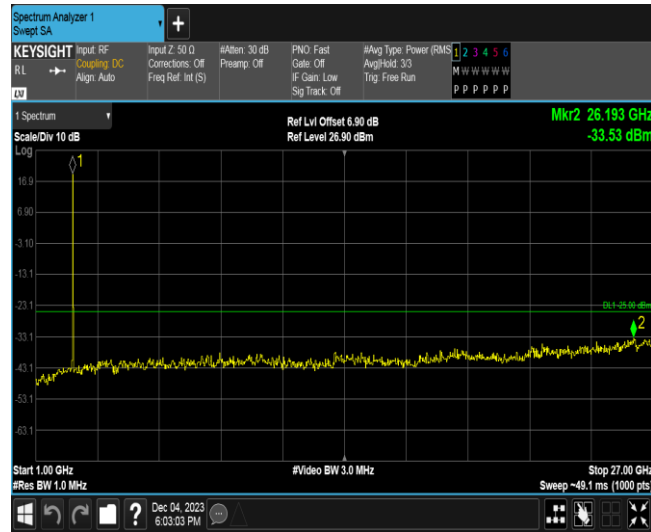 Spectrum Analyzer 1
Swept SA
KEYSIGHT
RL
LXI
Input: RF
Coupling: DC
Align: Auto
Input Z: 50 Ω
Corrections: Off
Freq Ref: Int (S)
#Atten: 30 dB
Preamp: Off
PNO: Fast
Gate: Off
IF Gain: Low
Sig Track: Off
#Avg Type: Power (RMS
Avg|Hold: 3/3
Trig: Free Run
1 2 3 4 5 6
M W W W W W
P P P P P P
1 Spectrum
Scale/Div 10 dB
Log
Ref Lvl Offset 6.90 dB
Ref Level 26.90 dBm
Mkr2 26.193 GHz
-33.53 dBm
1
16.9
6.90
-3.10
-13.1
-23.1
DL1 -25.00 dBm
2
-33.1
-43.1
-53.1
-63.1
Start 1.00 GHz
#Res BW 1.0 MHz
#Video BW 3.0 MHz
Stop 27.00 GHz
Sweep ~49.1 ms (1000 pts)
?
Dec 04, 2023
6:03:03 PM